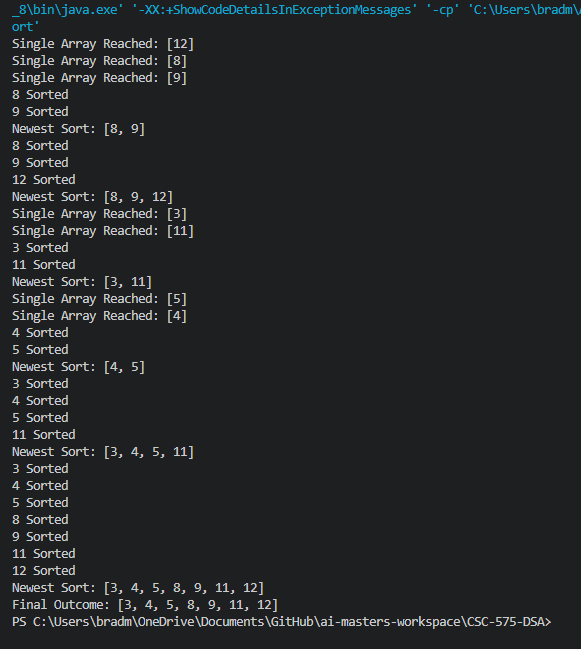 _8\bin\java.exe' '-XX:+ShowCodeDetailsInExceptionMessages' '-cp' 'C:\Users\bradm\
ort'
Single Array Reached: [12]
Single Array Reached: [8]
Single Array Reached: [9]
8 Sorted
9 Sorted
Newest Sort: [8, 9]
8 Sorted
9 Sorted
12 Sorted
Newest Sort: [8, 9, 12]
Single Array Reached: [3]
Single Array Reached: [11]
3 Sorted
11 Sorted
Newest Sort: [3, 11]
Single Array Reached: [5]
Single Array Reached: [4]
4 Sorted
5 Sorted
Newest Sort: [4, 5]
3 Sorted
4 Sorted
5 Sorted
11 Sorted
Newest Sort: [3, 4, 5, 11]
3 Sorted
4 Sorted
5 Sorted
8 Sorted
9 Sorted
11 Sorted
12 Sorted
Newest Sort: [3, 4, 5, 8, 9, 11, 12]
Final Outcome: [3, 4, 5, 8, 9, 11, 12]
PS C:\Users\bradm\OneDrive\Documents\GitHub\ai-masters-workspace\CSC-575-DSA>